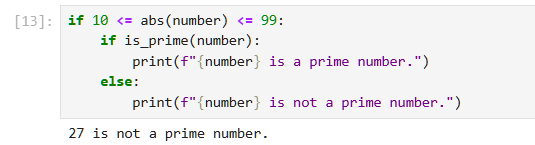 [13]: if 10 <= abs(number) <= 99:
    if is_prime(number):
        print(f"{number} is a prime number.")
    else:
        print(f"{number} is not a prime number.")
27 is not a prime number.